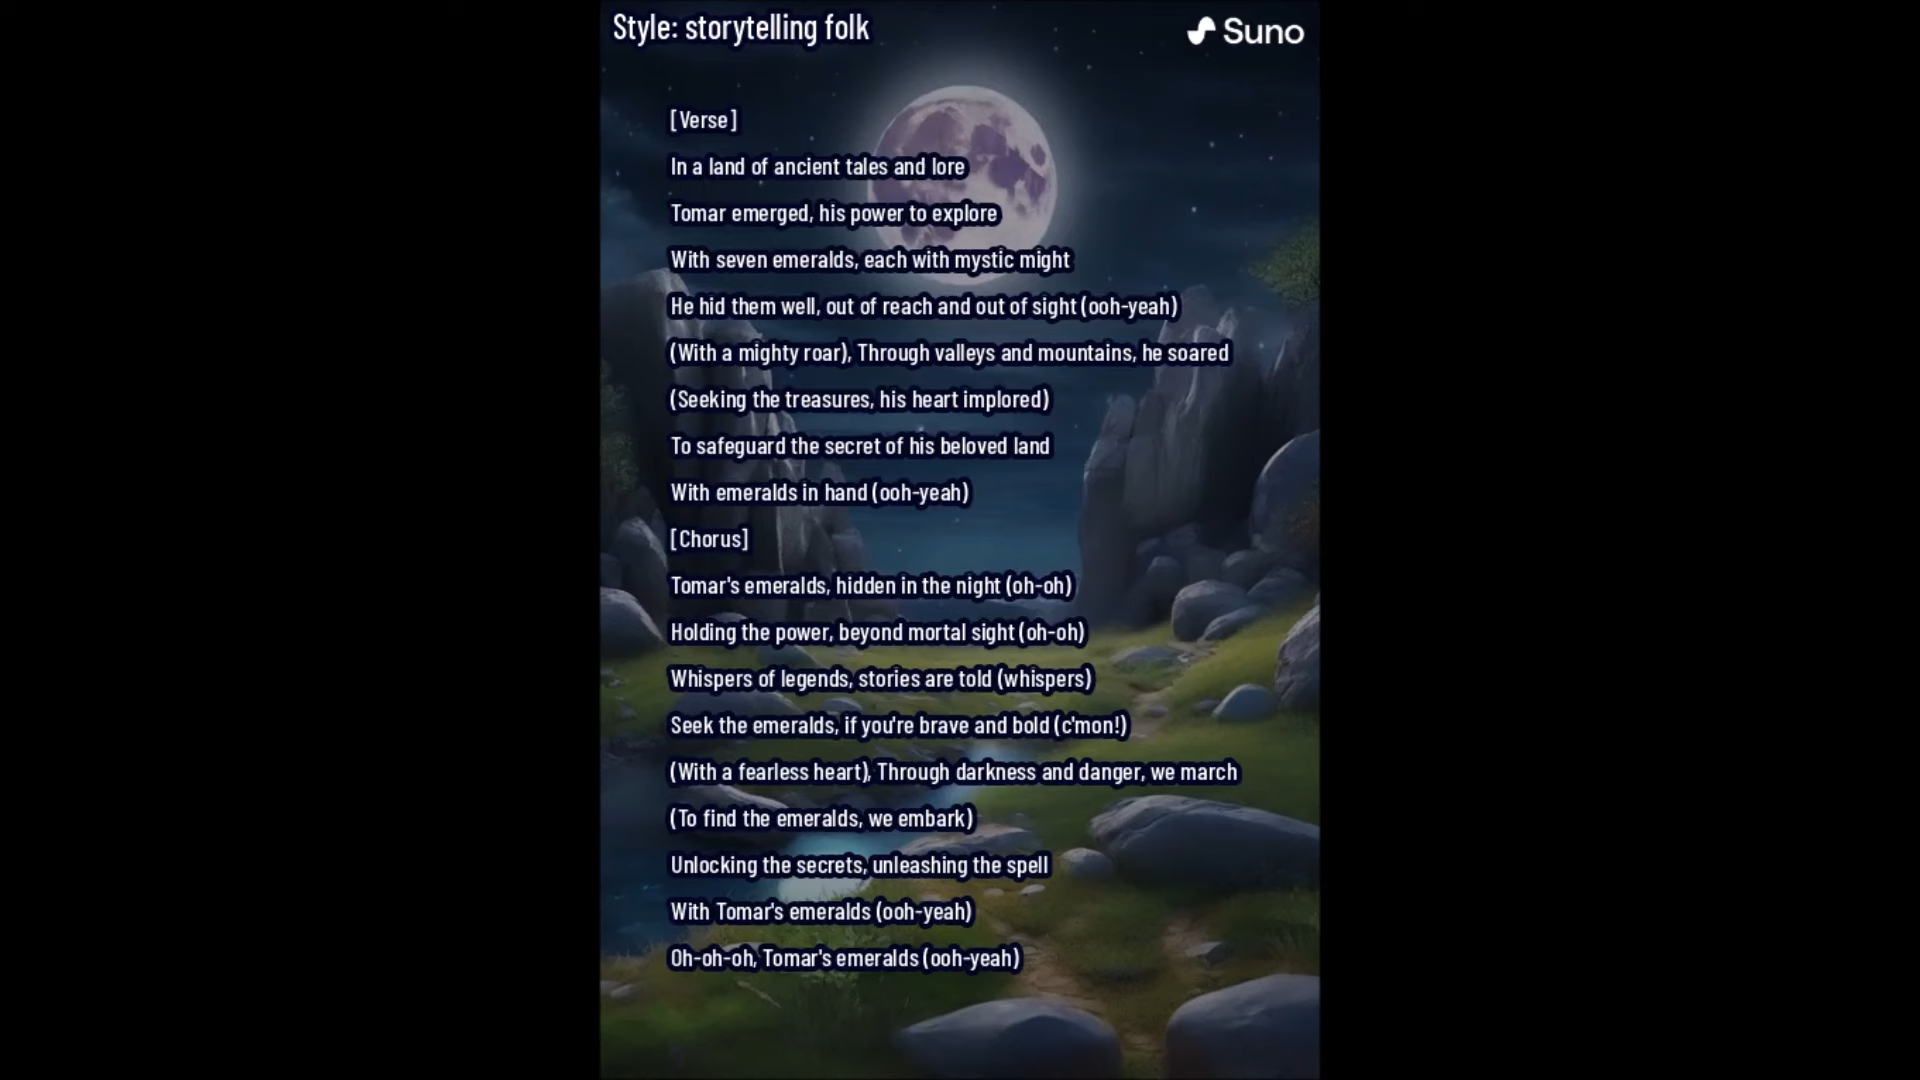 Style: storytelling folk
Suno
[Verse]
In a land of ancient tales and lore
Tomar emerged, his power to explore
With seven emeralds, each with mystic might
He hid them well, out of reach and out of sight (ooh-yeah)
(With a mighty roar), Through valleys and mountains, he soared
(Seeking the treasures, his heart implored)
To safeguard the secret of his beloved land
With emeralds in hand (ooh-yeah)
[Chorus]
Tomar's emeralds, hidden in the night (oh-oh)
Holding the power, beyond mortal sight (oh-oh)
Whispers of legends, stories are told (whispers)
Seek the emeralds, if you're brave and bold (c'mon!)
(With a fearless heart), Through darkness and danger, we march
(To find the emeralds, we embark)
Unlocking the secrets, unleashing the spell
With Tomar's emeralds (ooh-yeah)
Oh-oh-oh, Tomar's emeralds (ooh-yeah)